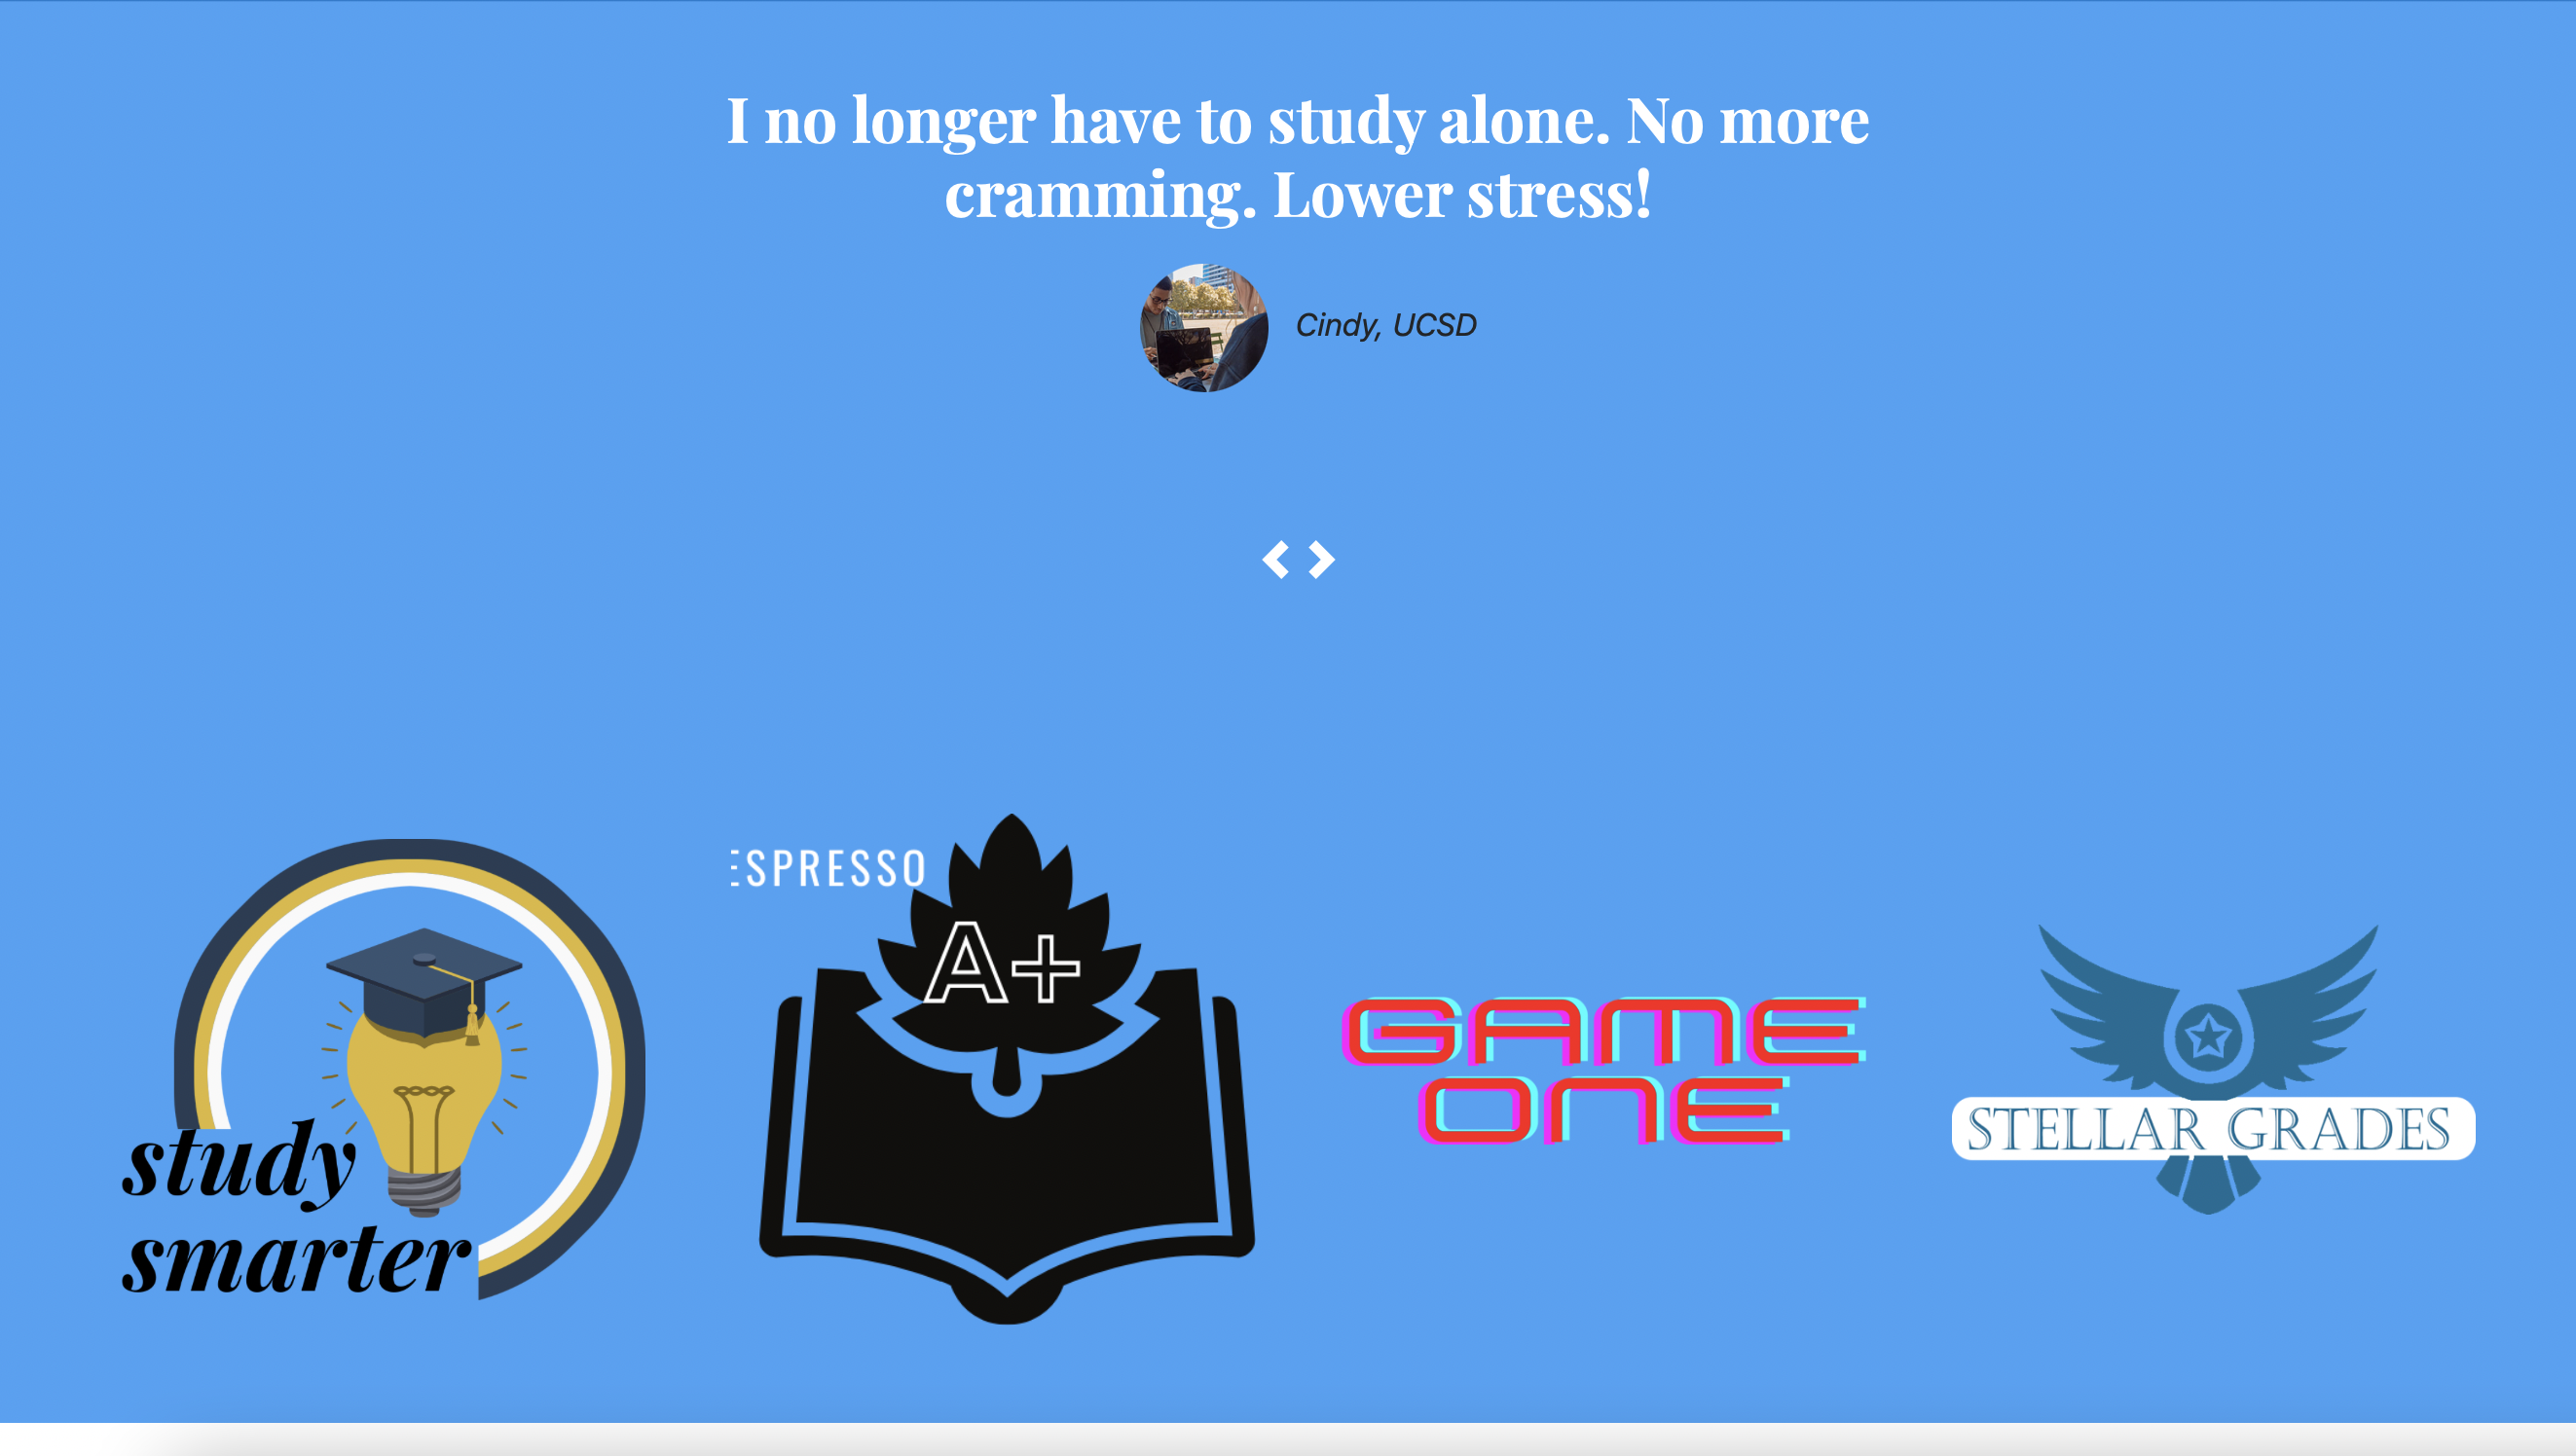 I no longer have to study alone. No more
cramming. Lower stress!
Cindy, UCSD
ESPRESSO
A+
study
smarter
GAME
ONE
STELLAR GRADES